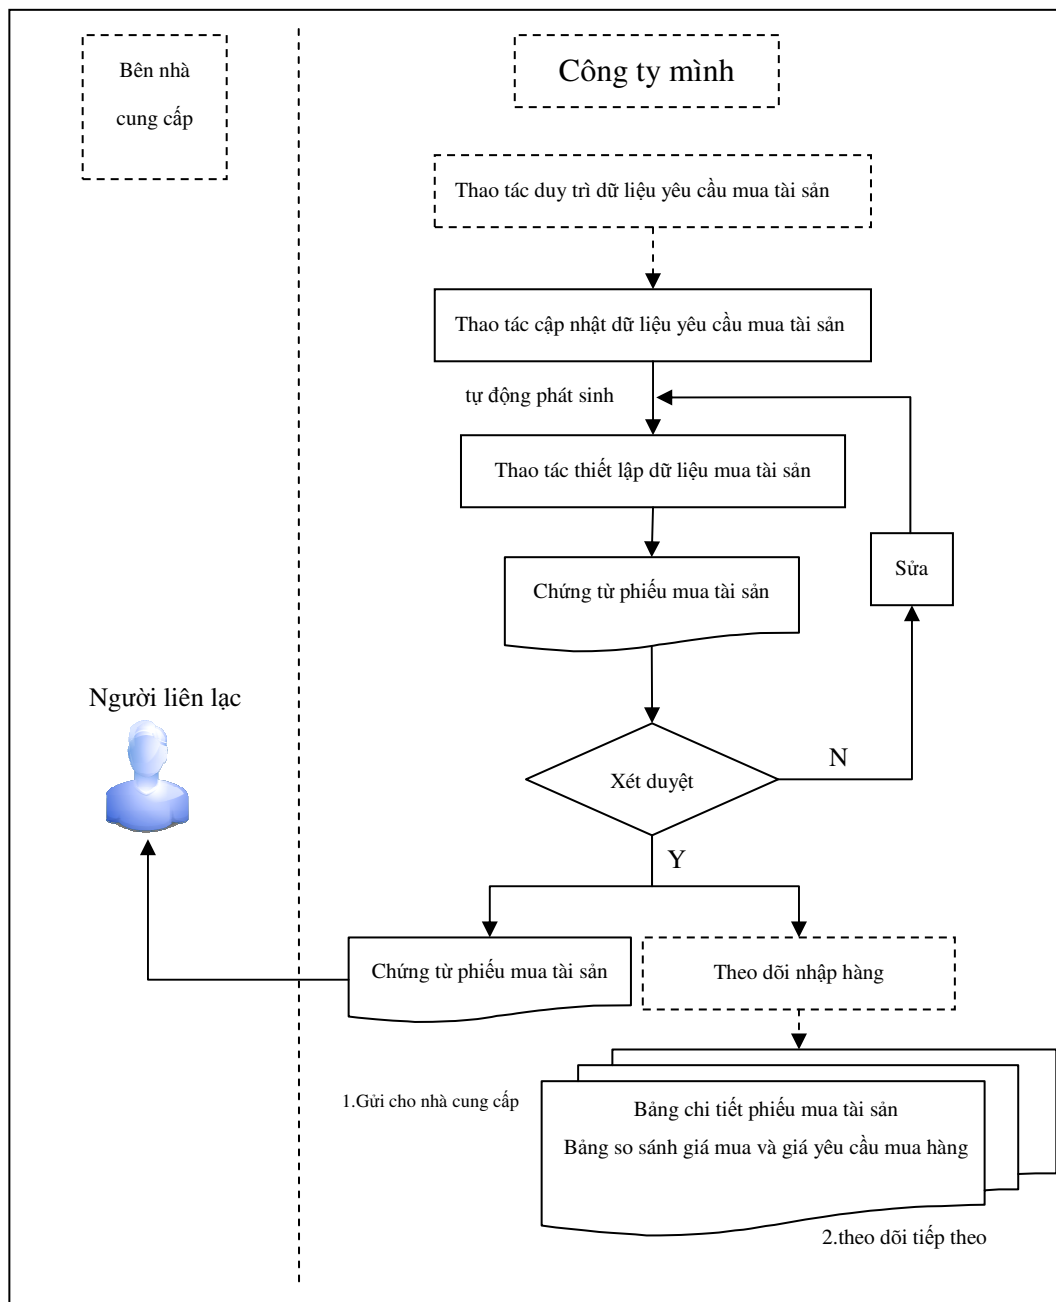 Bên nhà
cung cấp
Công ty mình
Thao tác duy trì dữ liệu yêu cầu mua tài sản
Thao tác cập nhật dữ liệu yêu cầu mua tài sản
tự động phát sinh
Thao tác thiết lập dữ liệu mua tài sản
Sửa
Chứng từ phiếu mua tài sản
Người liên lạc
Xét duyệt
N
Y
Chứng từ phiếu mua tài sản
Theo dõi nhập hàng
1.Gửi cho nhà cung cấp
Bảng chi tiết phiếu mua tài sản
Bảng so sánh giá mua và giá yêu cầu mua hàng
2.theo dõi tiếp theo